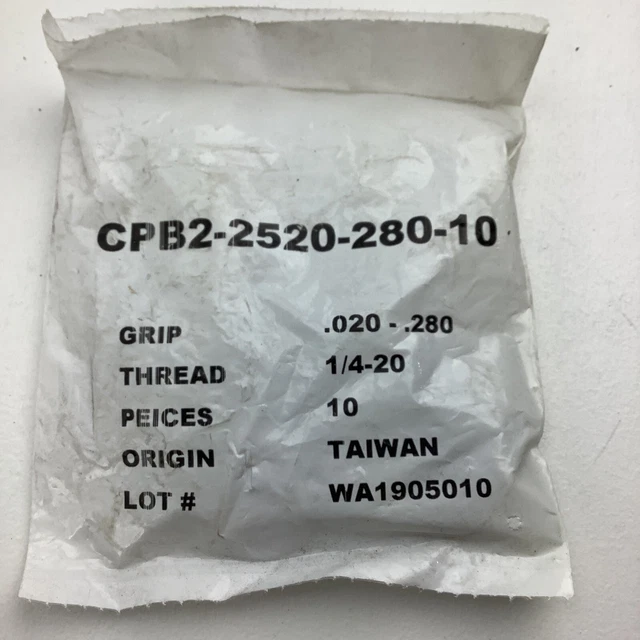 CPB2-2520-280-10
GRIP .020 - .280
THREAD 1/4-20
PEICES 10
ORIGIN TAIWAN
LOT # WA1905010